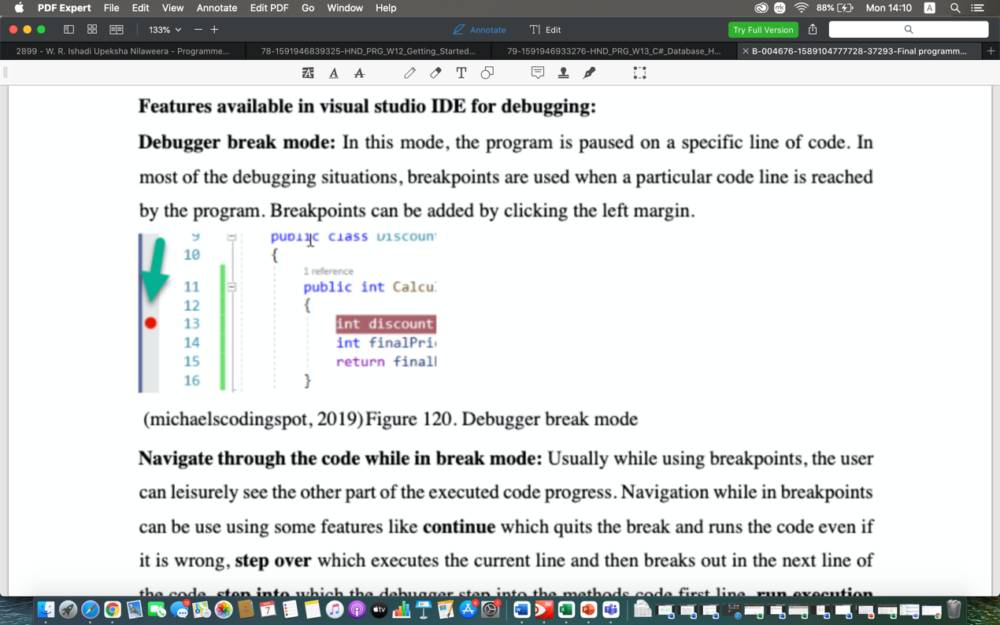 PDF Expert File Edit View Annotate Edit PDF Go Window Help 88% Mon 14:10 A
133% Annotate Edit Try Full Version
2899 - W. R. Ishadi Upeksha Nilaweera - Programme... 78-1591946839325-HND_PRG_W12_Getting_Started... 79-1591946933276-HND_PRG_W13_C#_Database_H... B-004676-1589104777728-37293-Final programm...
Features available in visual studio IDE for debugging:
Debugger break mode: In this mode, the program is paused on a specific line of code. In
most of the debugging situations, breakpoints are used when a particular code line is reached
by the program. Breakpoints can be added by clicking the left margin.
9 public class Discoun
10 {
1 reference
11 public int Calcu
12 {
13 int discount
14 int finalPri
15 return final
16 }
(michaelscodingspot, 2019)Figure 120. Debugger break mode
Navigate through the code while in break mode: Usually while using breakpoints, the user
can leisurely see the other part of the executed code progress. Navigation while in breakpoints
can be use using some features like continue which quits the break and runs the code even if
it is wrong, step over which executes the current line and then breaks out in the next line of
the code, step into which the debugger step into the methods code first line, run execution